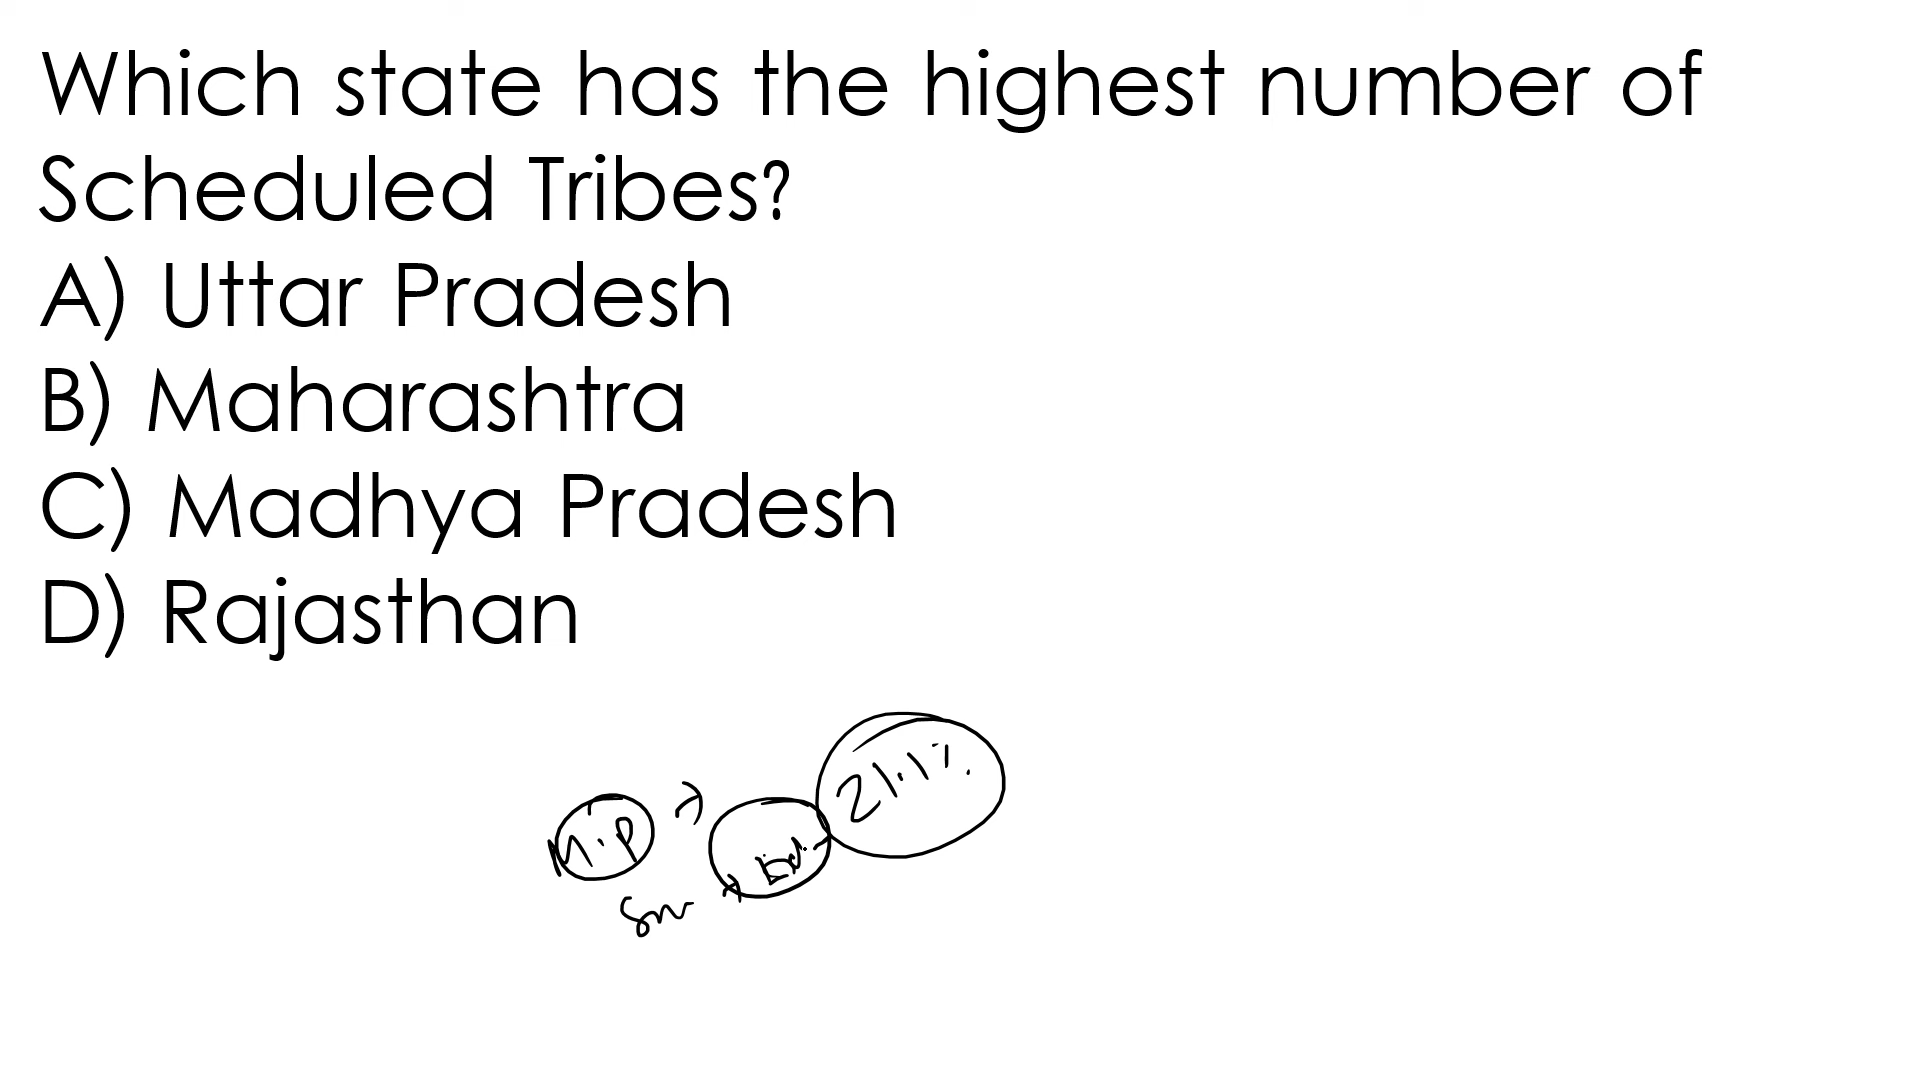 Which state has the highest number of
Scheduled Tribes?
A) Uttar Pradesh
B) Maharashtra
C) Madhya Pradesh
D) Rajasthan
21.1%
M.P